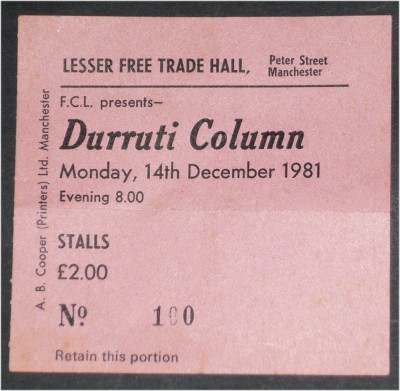 LESSER FREE TRADE HALL, Peter Street Manchester
F.C.L. presents—
Durruti Column
Monday, 14th December 1981
Evening 8.00
STALLS
£2.00
Nº 100
Retain this portion
A. B. Cooper (Printers) Ltd. Manchester